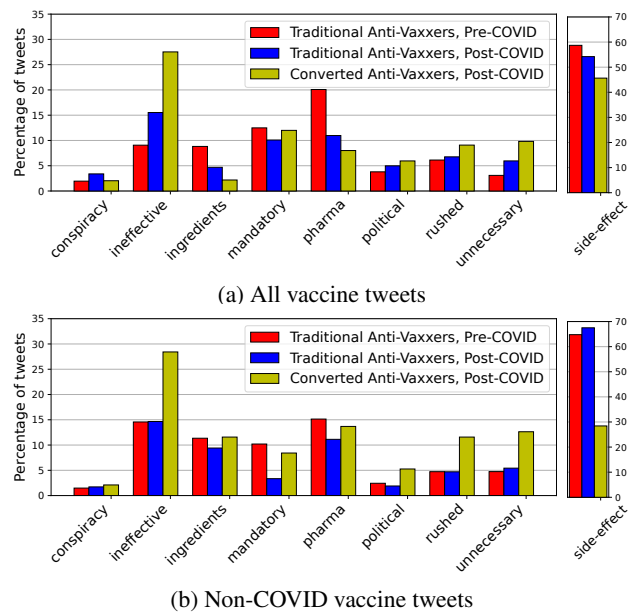 35
30
25
20
15
10
5
0
Percentage of tweets
Traditional Anti-Vaxxers, Pre-COVID
Traditional Anti-Vaxxers, Post-COVID
Converted Anti-Vaxxers, Post-COVID
70
60
50
40
30
20
10
0
conspiracy
ineffective
ingredients
mandatory
pharma
political
rushed
unnecessary
side-effect
(a) All vaccine tweets
35
30
25
20
15
10
5
0
Percentage of tweets
Traditional Anti-Vaxxers, Pre-COVID
Traditional Anti-Vaxxers, Post-COVID
Converted Anti-Vaxxers, Post-COVID
70
60
50
40
30
20
10
0
conspiracy
ineffective
ingredients
mandatory
pharma
political
rushed
unnecessary
side-effect
(b) Non-COVID vaccine tweets